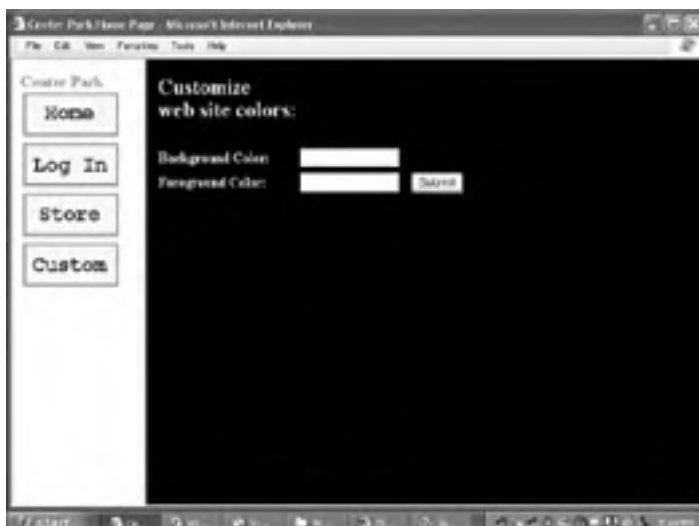 Center Park Home Page - Microsoft Internet Explorer
File Edit View Favorites Tools Help
Center Park
Home
Log In
Store
Custom
Customize
web site colors:
Background Color:
Foreground Color:
Submit
start